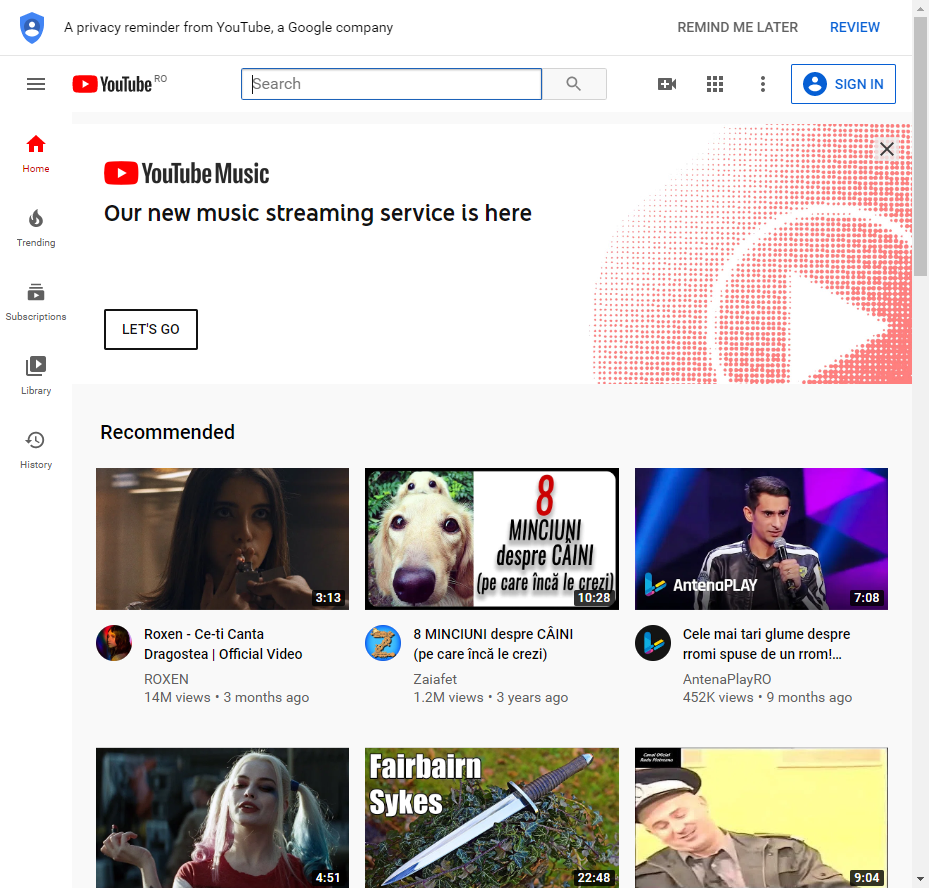 A privacy reminder from YouTube, a Google company
REMIND ME LATER
REVIEW
YouTube RO
Search
SIGN IN
Home
Trending
Subscriptions
Library
History
YouTube Music
Our new music streaming service is here
LET'S GO
Recommended
8
MINCIUNI
despre CÂINI
(pe care încă le crezi)
AntenaPLAY
3:13
10:28
7:08
Roxen - Ce-ti Canta
Dragostea | Official Video
ROXEN
14M views • 3 months ago
8 MINCIUNI despre CÂINI
(pe care încă le crezi)
Zaiafet
1.2M views • 3 years ago
Cele mai tari glume despre
rromi spuse de un rrom!...
AntenaPlayRO
452K views • 9 months ago
Fairbairn
Sykes
Canal Oficial
Radu Pietreanu
4:51
22:48
9:04